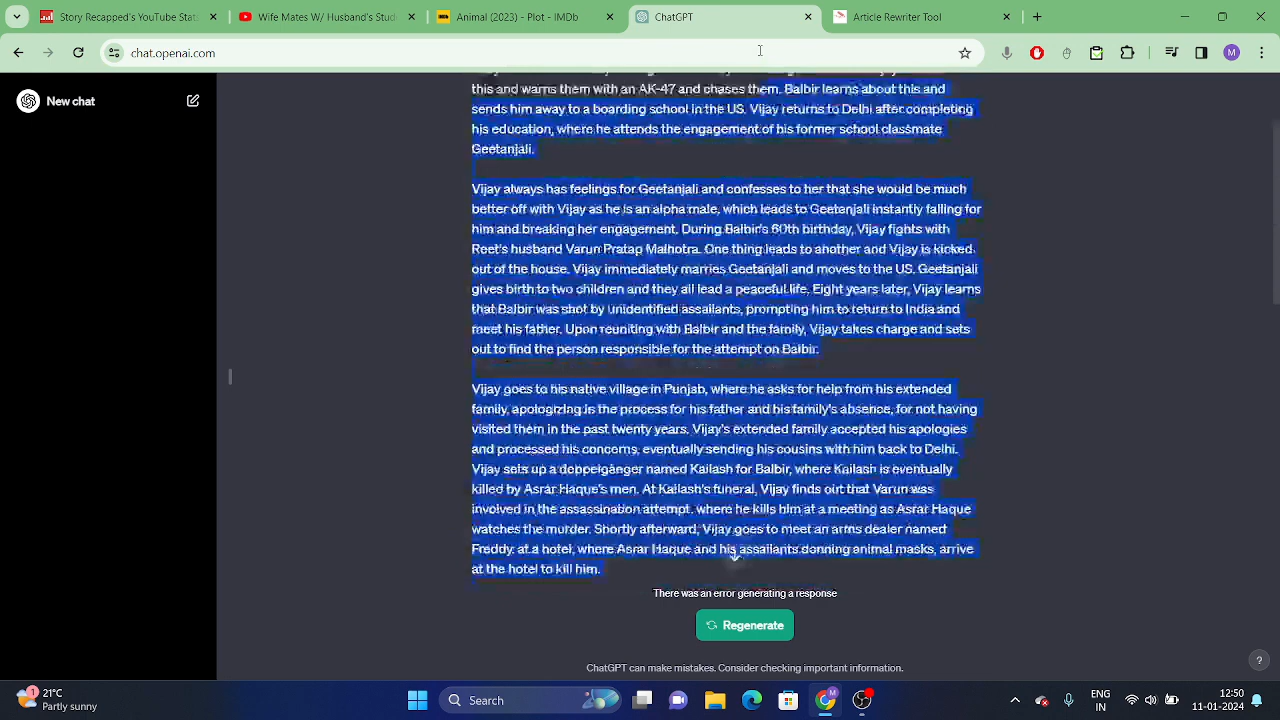 Story Recapped's YouTube Stati
Wife Mates W/ Husband's Stude
Animal (2023) - Plot - IMDb
ChatGPT
Article Rewriter Tool
chat.openai.com
M
New chat
this and warns them with an AK-47 and chases them. Balbir learns about this and
sends him away to a boarding school in the US. Vijay returns to Delhi after completing
his education, where he attends the engagement of his former school classmate
Geetanjali.
Vijay always has feelings for Geetanjali and confesses to her that she would be much
better off with Vijay as he is an alpha male, which leads to Geetanjali instantly falling for
him and breaking her engagement. During Balbir's 60th birthday, Vijay fights with
Reet's husband Varun Pratap Malhotra. One thing leads to another and Vijay is kicked
out of the house. Vijay immediately marries Geetanjali and moves to the US. Geetanjali
gives birth to two children and they all lead a peaceful life. Eight years later, Vijay learns
that Balbir was shot by unidentified assailants, prompting him to return to India and
meet his father. Upon reuniting with Balbir and the family, Vijay takes charge and sets
out to find the person responsible for the attempt on Balbir.
Vijay goes to his native village in Punjab, where he asks for help from his extended
family, apologizing in the process for his father and his family's absence, for not having
visited them in the past twenty years. Vijay's extended family accepted his apologies
and processed his concerns, eventually sending his cousins with him back to Delhi.
Vijay sets up a doppelgänger named Kailash for Balbir, where Kailash is eventually
killed by Asrar Haque's men. At Kailash's funeral, Vijay finds out that Varun was
involved in the assassination attempt, where he kills him at a meeting as Asrar Haque
watches the murder. Shortly afterward, Vijay goes to meet an arms dealer named
Freddy at a hotel, where Asrar Haque and his assailants donning animal masks, arrive
at the hotel to kill him.
There was an error generating a response
Regenerate
ChatGPT can make mistakes. Consider checking important information.
?
1
21°C
Partly sunny
Search
M
ENG
IN
12:50
11-01-2024